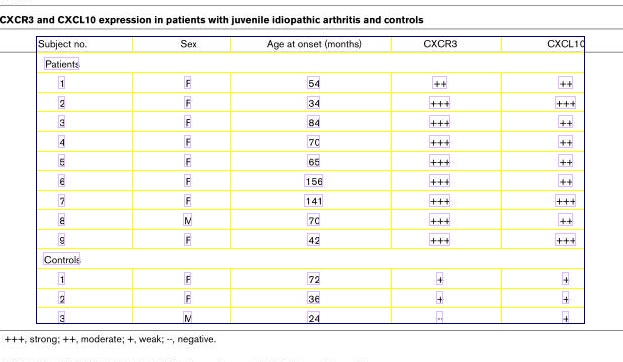 CXCR3 and CXCL10 expression in patients with juvenile idiopathic arthritis and controls
Subject no. Sex Age at onset (months) CXCR3 CXCL10
Patients
1 F 54 ++ ++
2 F 34 +++ +++
3 F 84 +++ ++
4 F 70 +++ ++
5 F 65 +++ ++
6 F 156 +++ ++
7 F 141 +++ +++
8 M 70 +++ ++
9 F 42 +++ +++
Controls
1 F 72 + +
2 F 36 + +
3 M 24 -- +
+++, strong; ++, moderate; +, weak; --, negative.